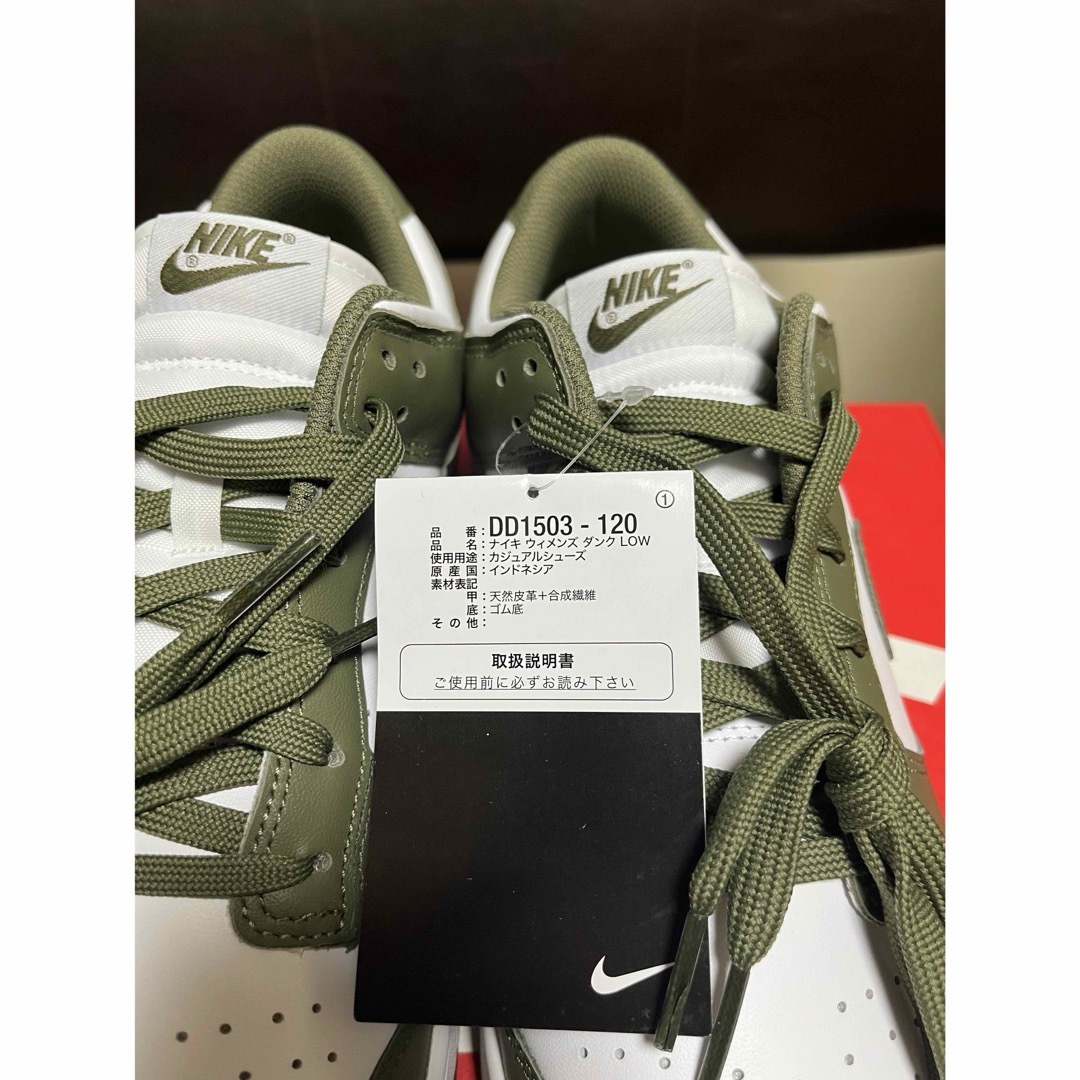 NIKE®
®
NIKE®
®
①
品 番：DD1503 - 120
品 名：ナイキ ウィメンズ ダンク LOW
使用用途：カジュアルシューズ
原 産 国：インドネシア
素材表記
甲：天然皮革＋合成繊維
底：ゴム底
そ の 他：
取扱説明書
ご使用前に必ずお読み下さい